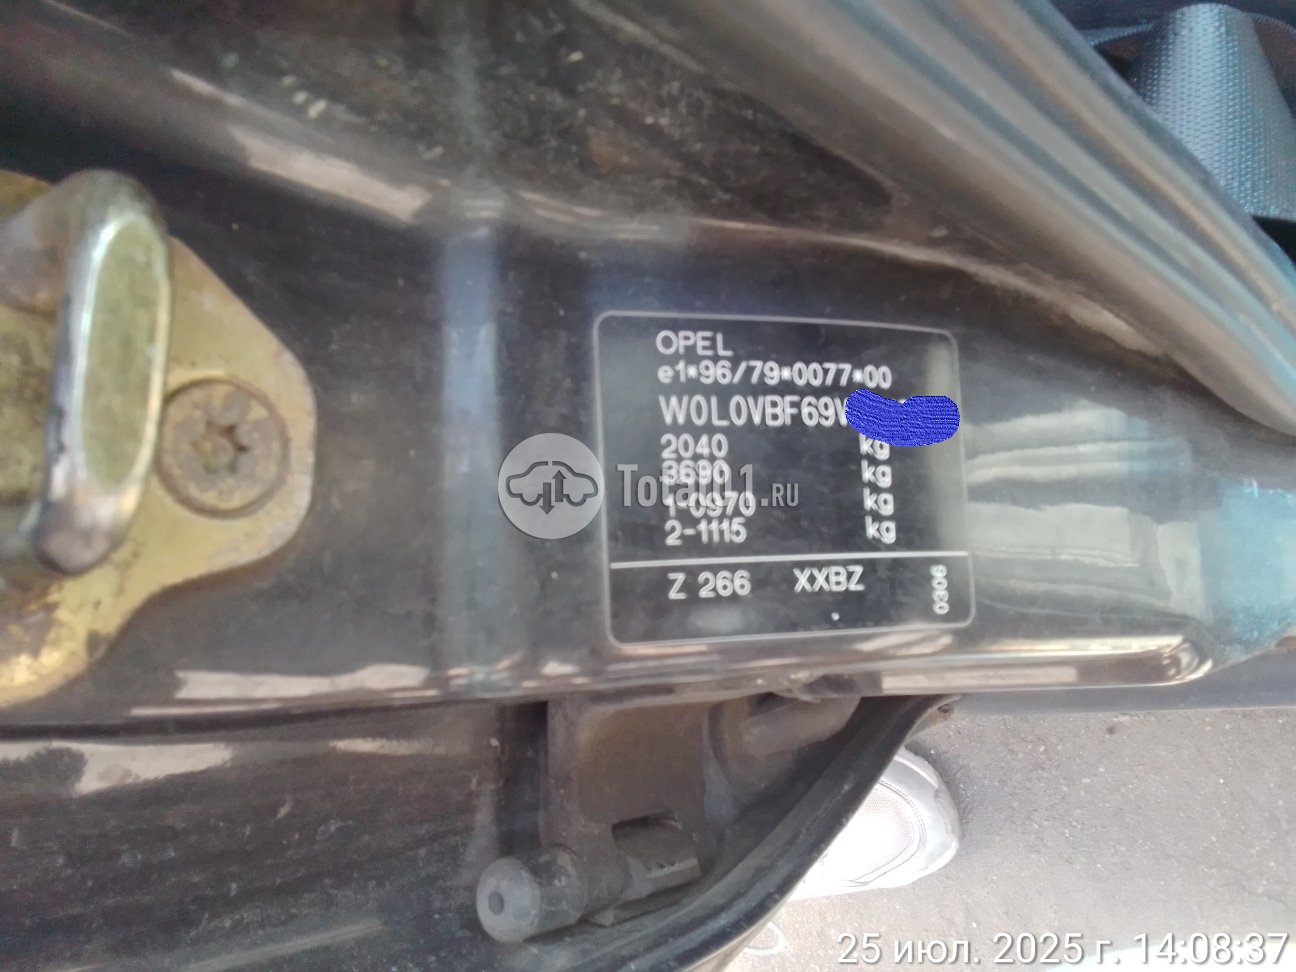 OPEL
e1*96/79*0077*00
W0L0VBF69V
2040 kg
3690 kg
1-0970 kg
2-1115 kg
Z 266 XXBZ
0306
Total01.RU
25 июл. 2025 г. 14:08:37